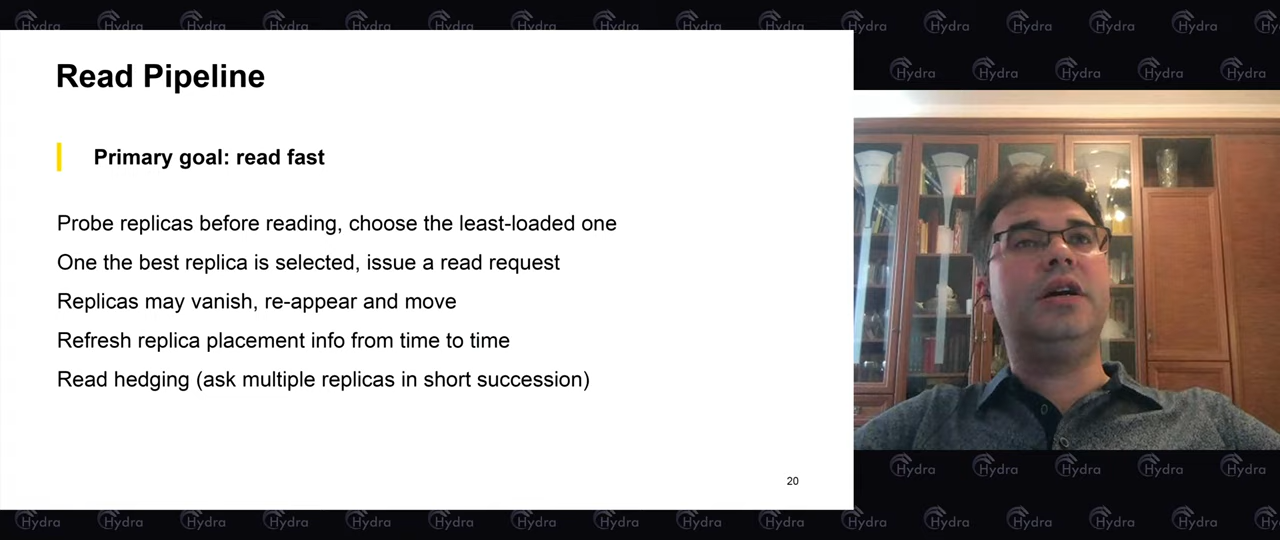 Read Pipeline
Primary goal: read fast
Probe replicas before reading, choose the least-loaded one
One the best replica is selected, issue a read request
Replicas may vanish, re-appear and move
Refresh replica placement info from time to time
Read hedging (ask multiple replicas in short succession)
20
Hydra